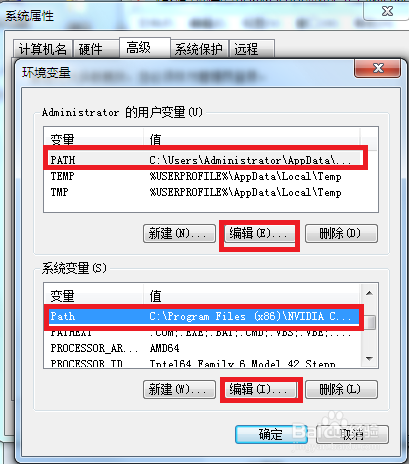 系统属性
计算机名 硬件 高级 系统保护 远程
环境变量
Administrator 的用户变量(U)
变量 值
PATH C:\Users\Administrator\AppData\...
TEMP %USERPROFILE%\AppData\Local\Temp
TMP %USERPROFILE%\AppData\Local\Temp
新建(N)... 编辑(E)... 删除(D)
系统变量(S)
变量 值
Path C:\Program Files (x86)\NVIDIA C...
PATHEXT .COM;.EXE;.BAT;.CMD;.VBS;.VBE;....
PROCESSOR_AR... AMD64
PROCESSOR_ID Intel64 Family 6 Model 42 Stepp
新建(W)... 编辑(I)... 删除(L)
确定 取消
Baidu 经验